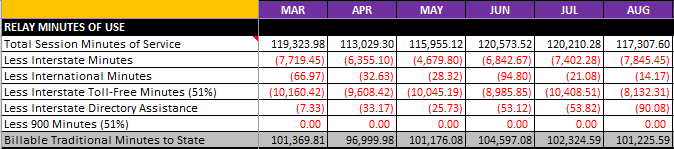 MAR APR MAY JUN JUL AUG
RELAY MINUTES OF USE
Total Session Minutes of Service 119,323.98 113,029.30 115,955.12 120,573.52 120,210.28 117,307.60
Less Interstate Minutes (7,719.45) (6,355.10) (4,679.80) (6,842.67) (7,402.28) (7,845.45)
Less International Minutes (66.97) (32.63) (28.32) (94.80) (21.08) (14.17)
Less Interstate Toll-Free Minutes (51%) (10,160.42) (9,608.42) (10,045.19) (8,985.85) (10,408.51) (8,132.31)
Less Interstate Directory Assistance (7.33) (33.17) (25.73) (53.12) (53.82) (90.08)
Less 900 Minutes (51%) 0.00 0.00 0.00 0.00 0.00 0.00
Billable Traditional Minutes to State 101,369.81 96,999.98 101,176.08 104,597.08 102,324.59 101,225.59